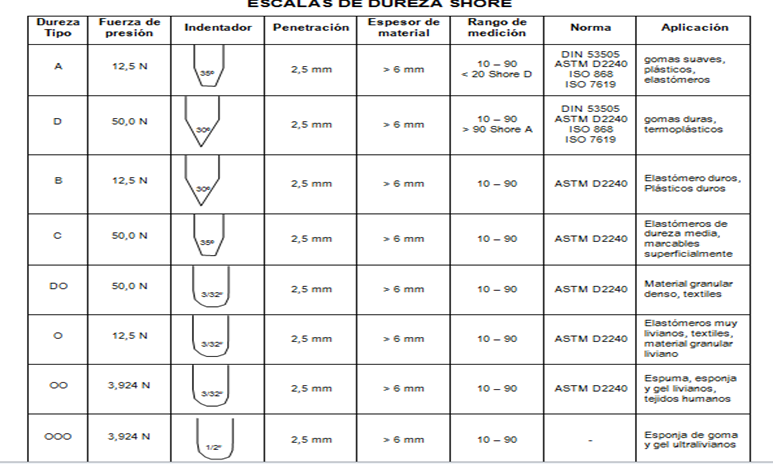 ESCALAS DE DUREZA SHORE
Dureza Tipo | Fuerza de presión | Indentador | Penetración | Espesor de material | Rango de medición | Norma | Aplicación
A | 12,5 N | 35º | 2,5 mm | > 6 mm | 10 – 90 < 20 Shore D | DIN 53505 ASTM D2240 ISO 868 ISO 7619 | gomas suaves, plásticos, elastómeros
D | 50,0 N | 30º | 2,5 mm | > 6 mm | 10 – 90 > 90 Shore A | DIN 53505 ASTM D2240 ISO 868 ISO 7619 | gomas duras, termoplásticos
B | 12,5 N | 30º | 2,5 mm | > 6 mm | 10 – 90 | ASTM D2240 | Elastómero duros, Plásticos duros
C | 50,0 N | 35º | 2,5 mm | > 6 mm | 10 – 90 | ASTM D2240 | Elastómeros de dureza media, marcables superficialmente
DO | 50,0 N | 3/32" | 2,5 mm | > 6 mm | 10 – 90 | ASTM D2240 | Material granular denso, textiles
O | 12,5 N | 3/32" | 2,5 mm | > 6 mm | 10 – 90 | ASTM D2240 | Elastómeros muy livianos, textiles, material granular liviano
OO | 3,924 N | 3/32" | 2,5 mm | > 6 mm | 10 – 90 | ASTM D2240 | Espuma, esponja y gel livianos, tejidos humanos
OOO | 3,924 N | 1/2" | 2,5 mm | > 6 mm | 10 – 90 | - | Esponja de goma y gel ultralivianos